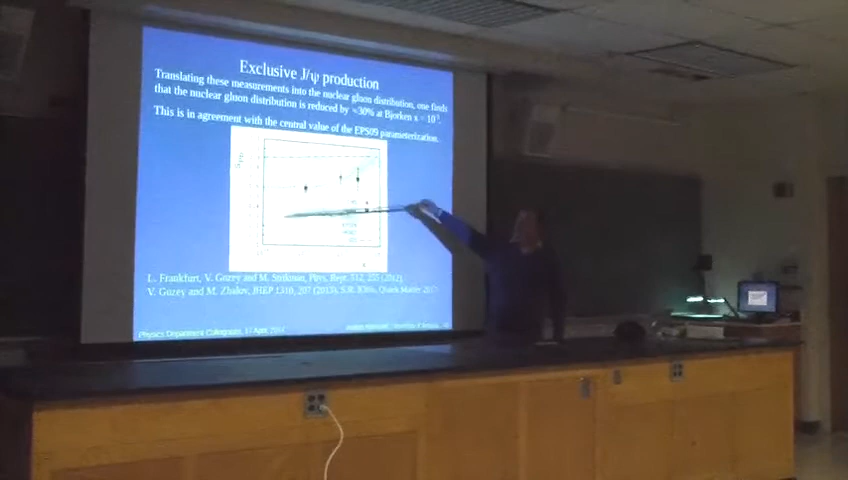 Exclusive J/ψ production
Translating these measurements into the nuclear gluon distribution, one finds
that the nuclear gluon distribution is reduced by ≈30% at Bjorken x = 10⁻³.
This is in agreement with the central value of the EPS09 parameterization.
L. Frankfurt, V. Guzey and M. Strikman, Phys. Rept. 512, 255 (2012)
V. Guzey and M. Zhalov, JHEP 1310, 207 (2013), S.R. Quark Matter
Physics Department Colloquium, 17 April 2014